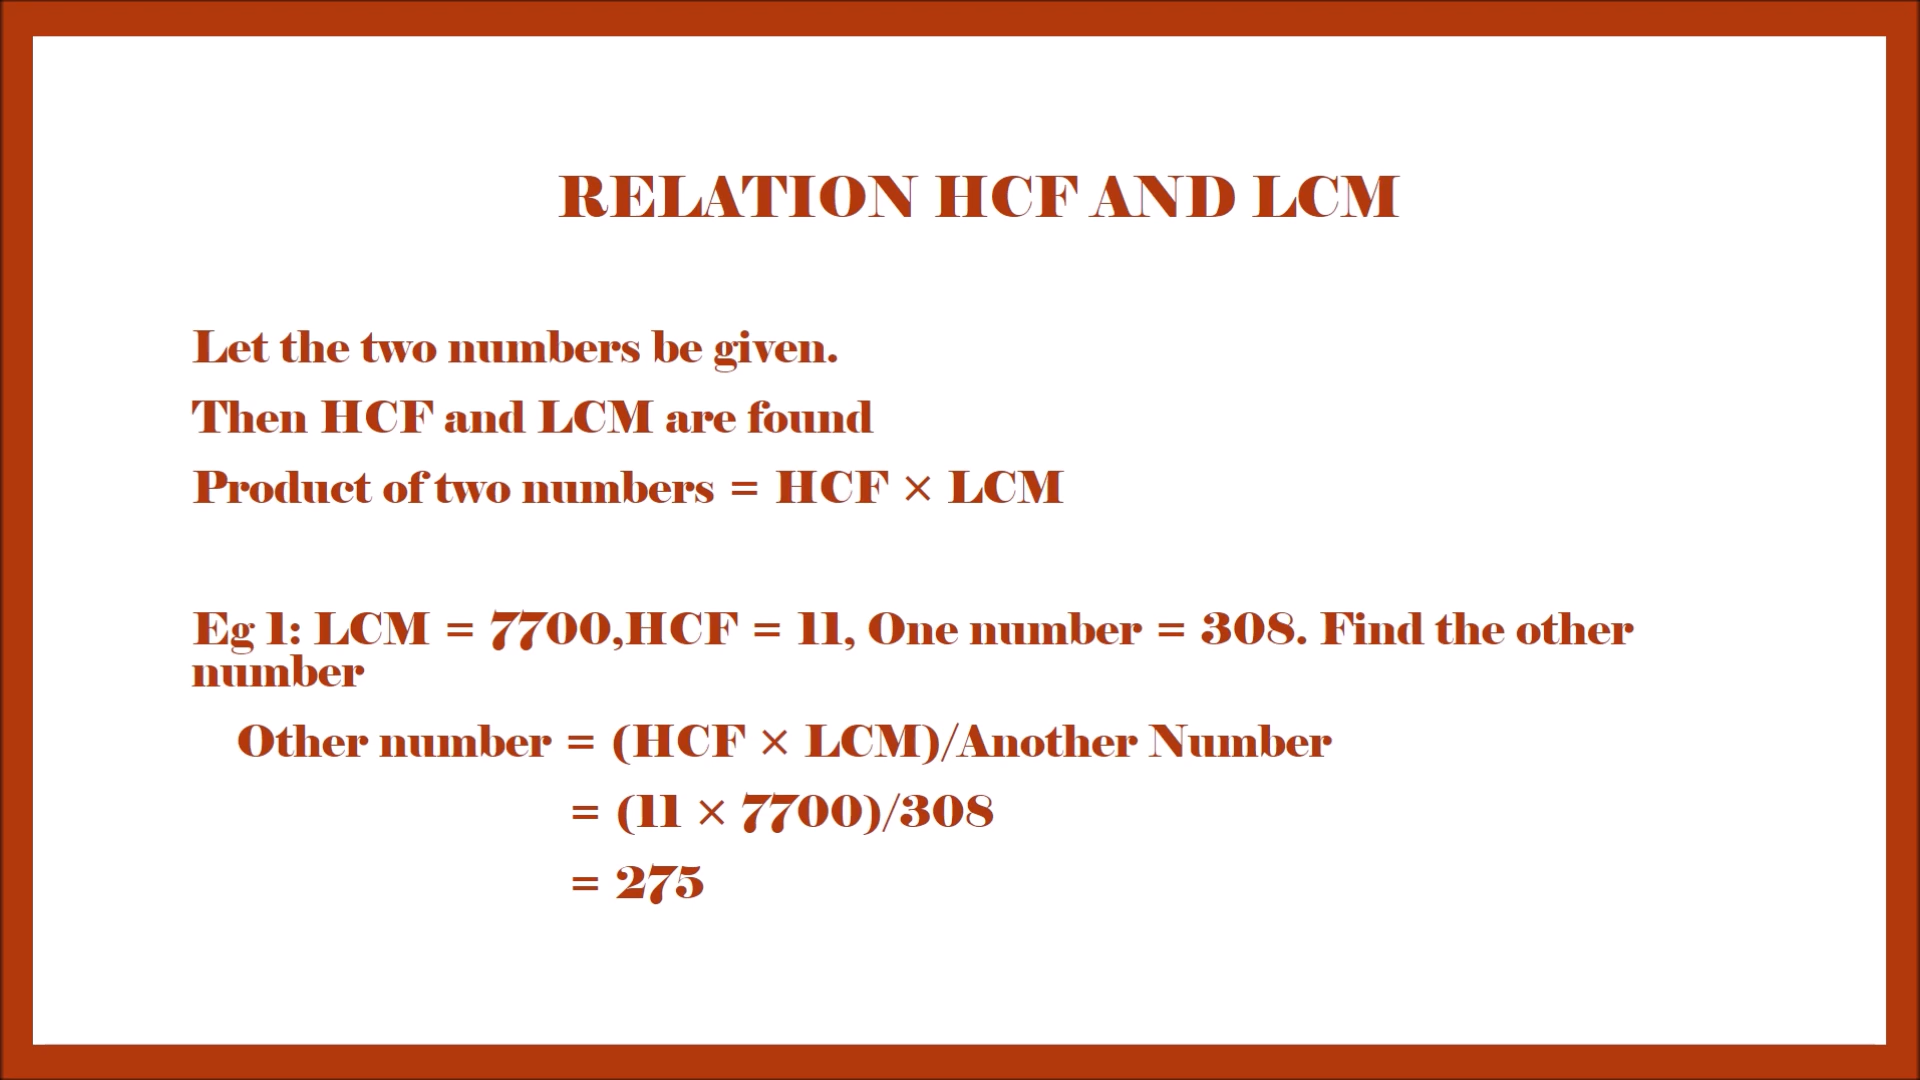 RELATION HCF AND LCM
Let the two numbers be given.
Then HCF and LCM are found
Product of two numbers = HCF × LCM
Eg 1: LCM = 7700,HCF = 11, One number = 308. Find the other
number
Other number = (HCF × LCM)/Another Number
= (11 × 7700)/308
= 275